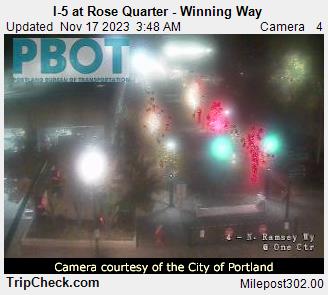 I-5 at Rose Quarter - Winning Way
Updated Nov 17 2023 3:48 AM Camera 4
PBOT
PORTLAND BUREAU OF TRANSPORTATION
4 - N. Ramsey Wy
@ One Ctr
Camera courtesy of the City of Portland
TripCheck.com Milepost302.00